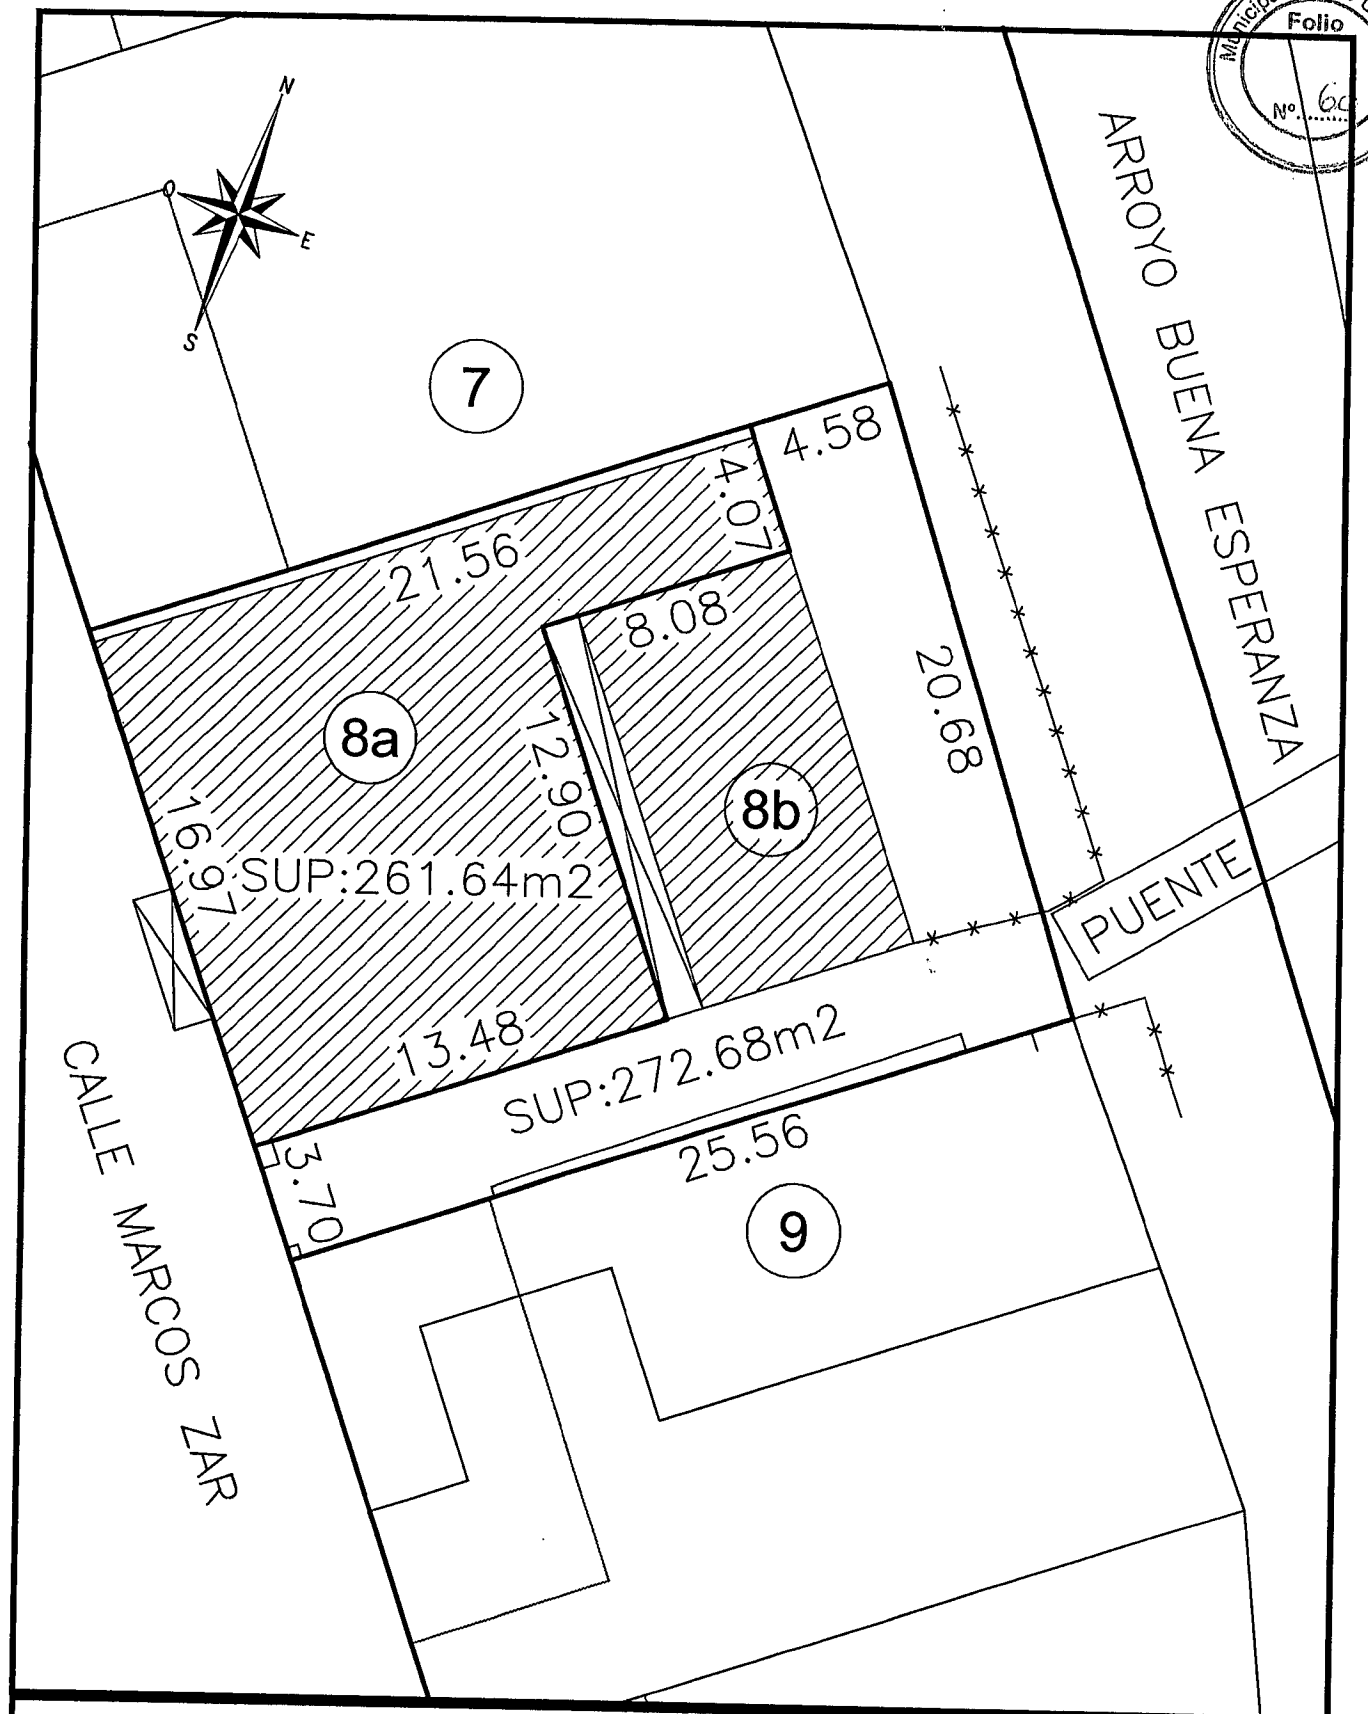 Folio
Nº
N
O
E
S
ARROYO BUENA ESPERANZA
7
4.58
4.07
21.56
8.08
20.68
8a
12.90
8b
16.97
SUP:261.64m2
PUENTE
13.48
SUP:272.68m2
CALLE MARCOS ZAR
3.70
25.56
9